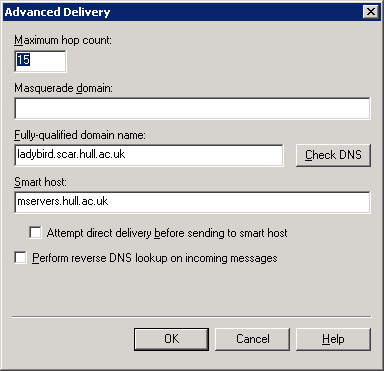 Advanced Delivery
Maximum hop count:
15
Masquerade domain:
Fully-qualified domain name:
ladybird.scar.hull.ac.uk
Check DNS
Smart host:
mservers.hull.ac.uk
Attempt direct delivery before sending to smart host
Perform reverse DNS lookup on incoming messages
OK
Cancel
Help